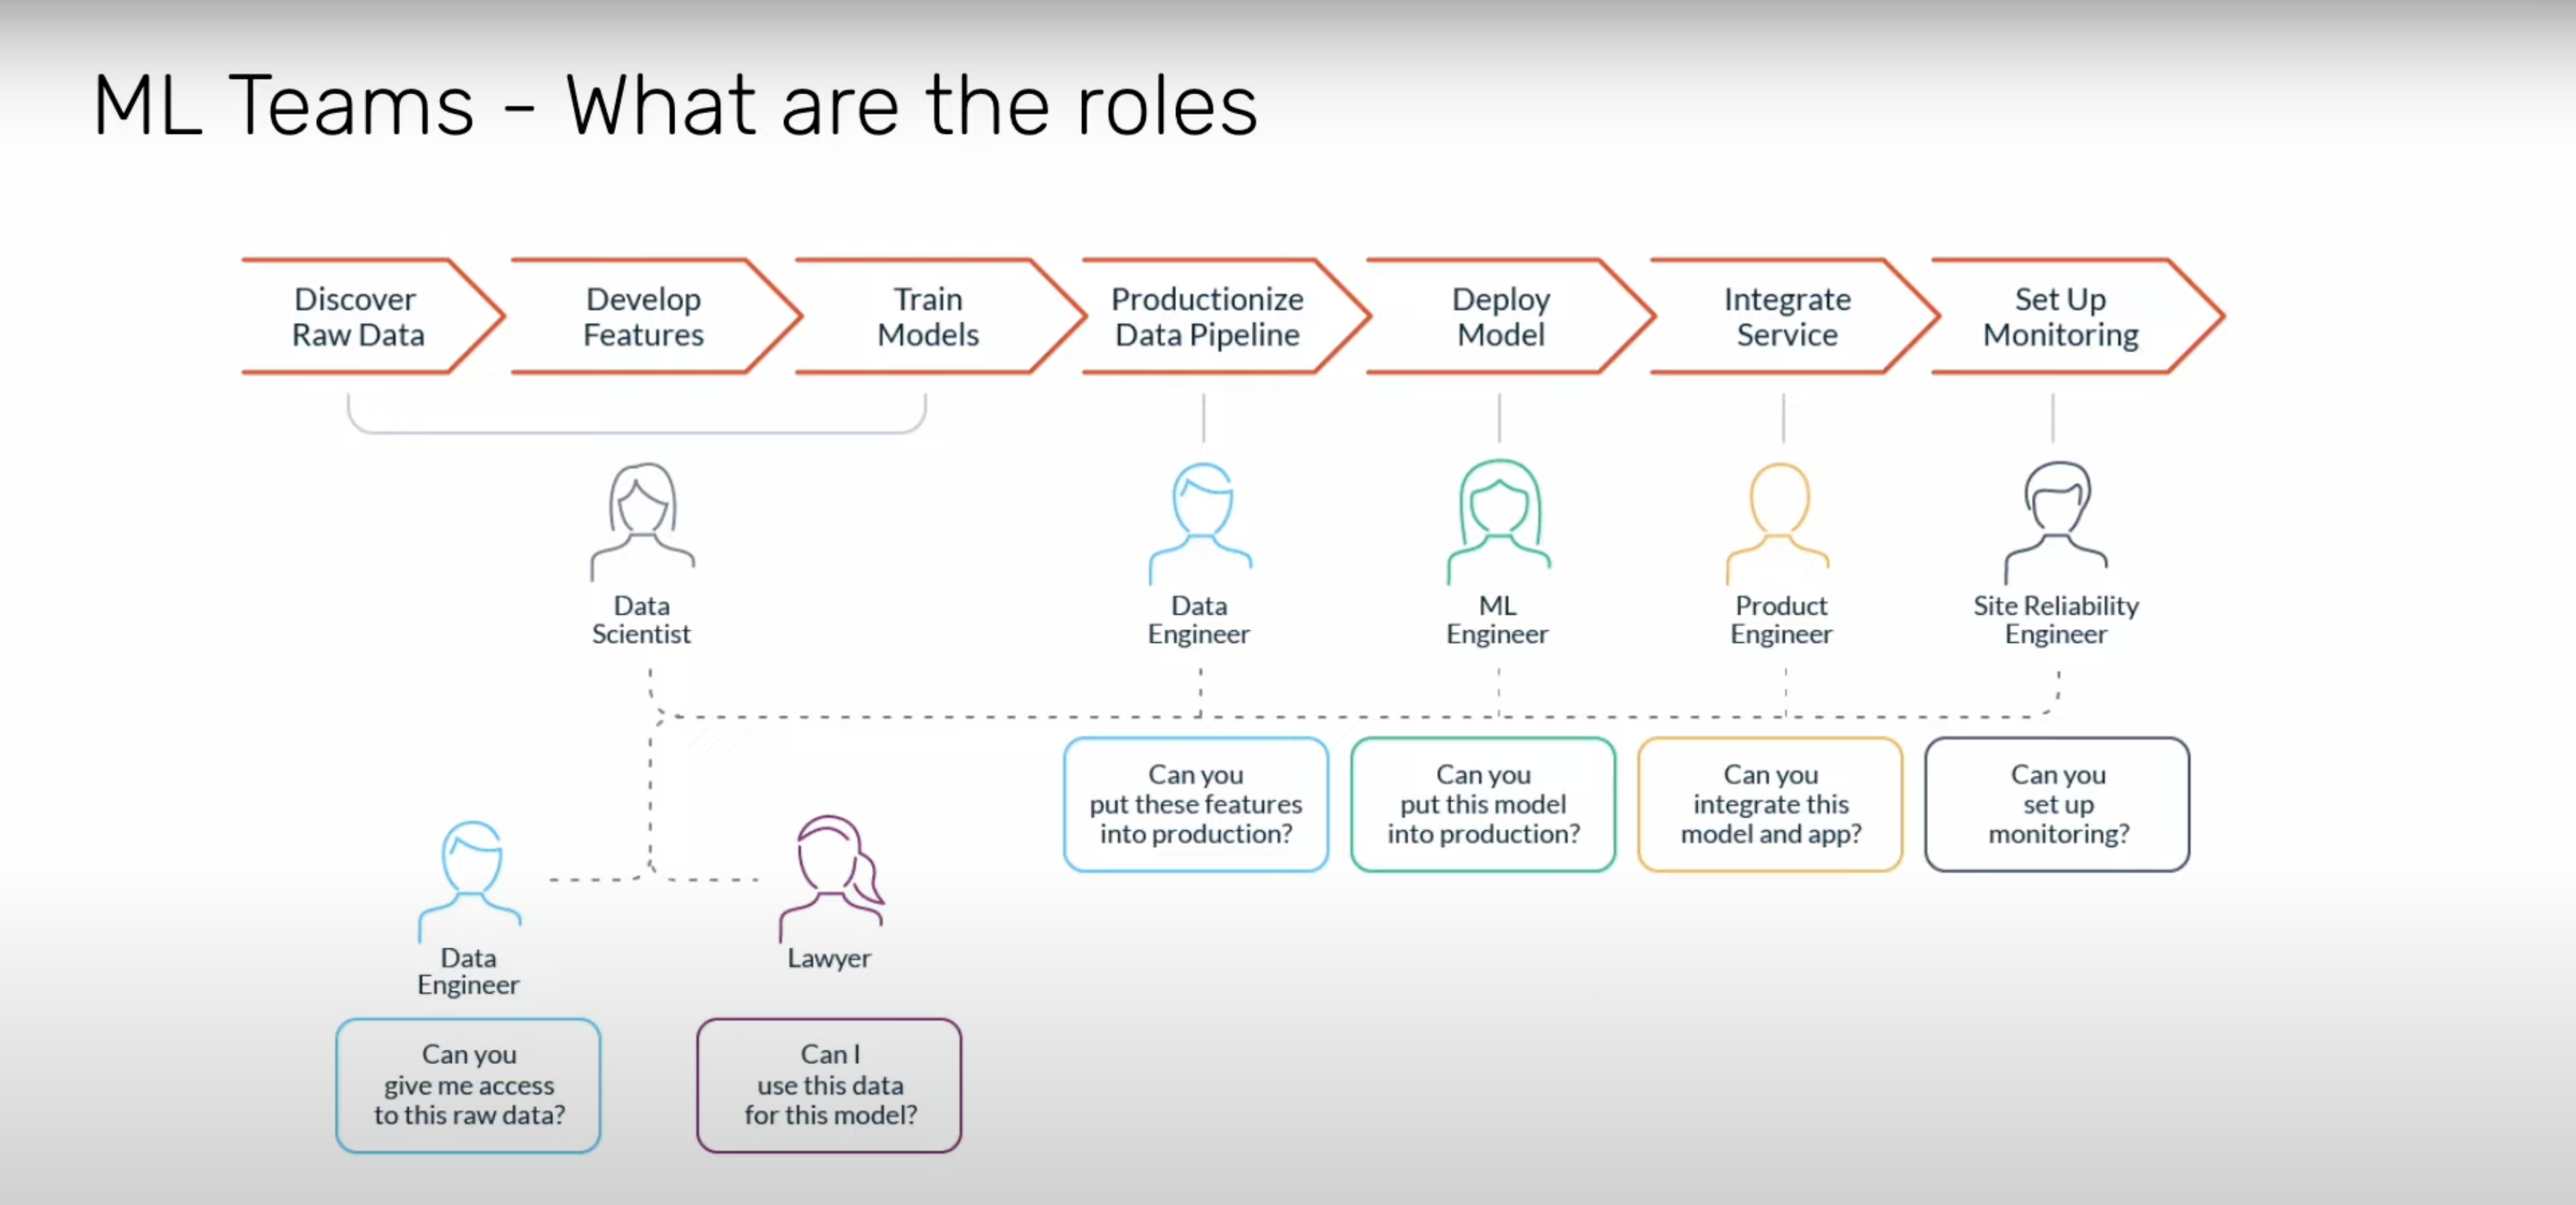 ML Teams - What are the roles
Discover
Raw Data
Develop
Features
Train
Models
Productionize
Data Pipeline
Deploy
Model
Integrate
Service
Set Up
Monitoring
Data
Scientist
Data
Engineer
ML
Engineer
Product
Engineer
Site Reliability
Engineer
Can you
put these features
into production?
Can you
put this model
into production?
Can you
integrate this
model and app?
Can you
set up
monitoring?
Data
Engineer
Lawyer
Can you
give me access
to this raw data?
Can I
use this data
for this model?